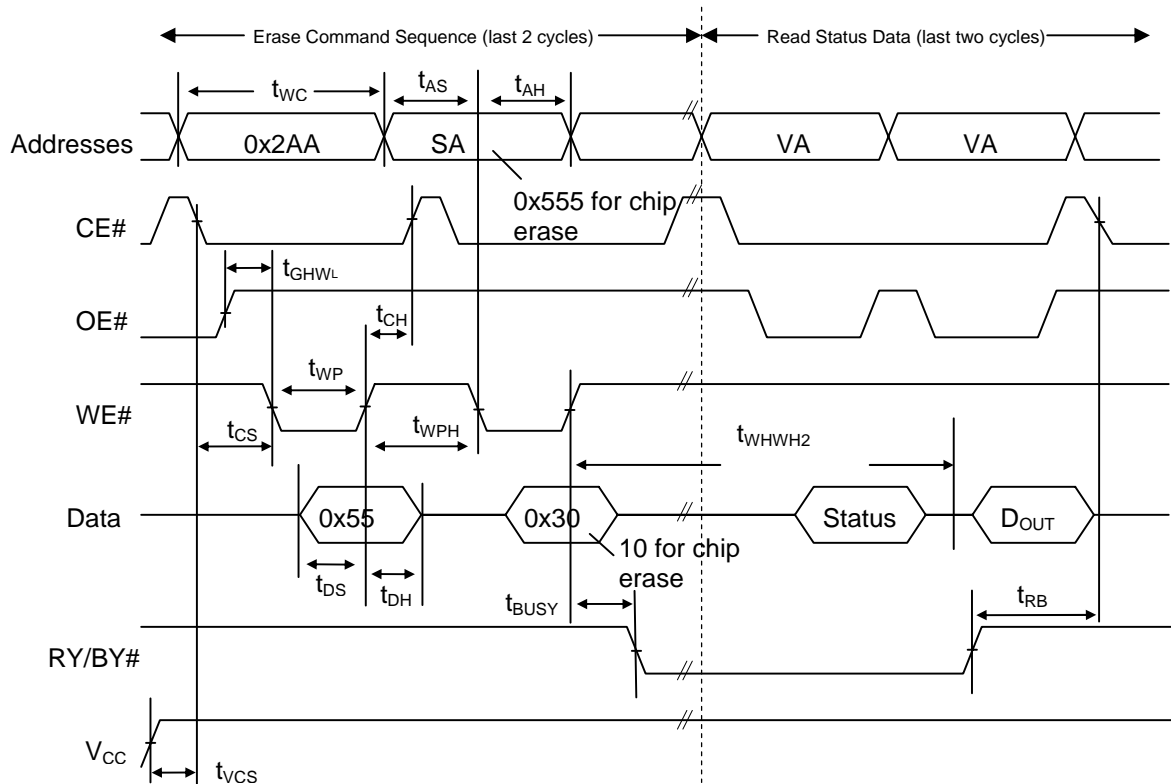 Erase Command Sequence (last 2 cycles) Read Status Data (last two cycles)
tWC tAS tAH
Addresses 0x2AA SA VA VA
0x555 for chip
erase
CE#
tGHWL
OE#
tCH
tWP
WE#
tCS tWPH tWHWH2
Data 0x55 0x30 Status DOUT
10 for chip
erase
tDS tDH
tBUSY tRB
RY/BY#
VCC
tVCS